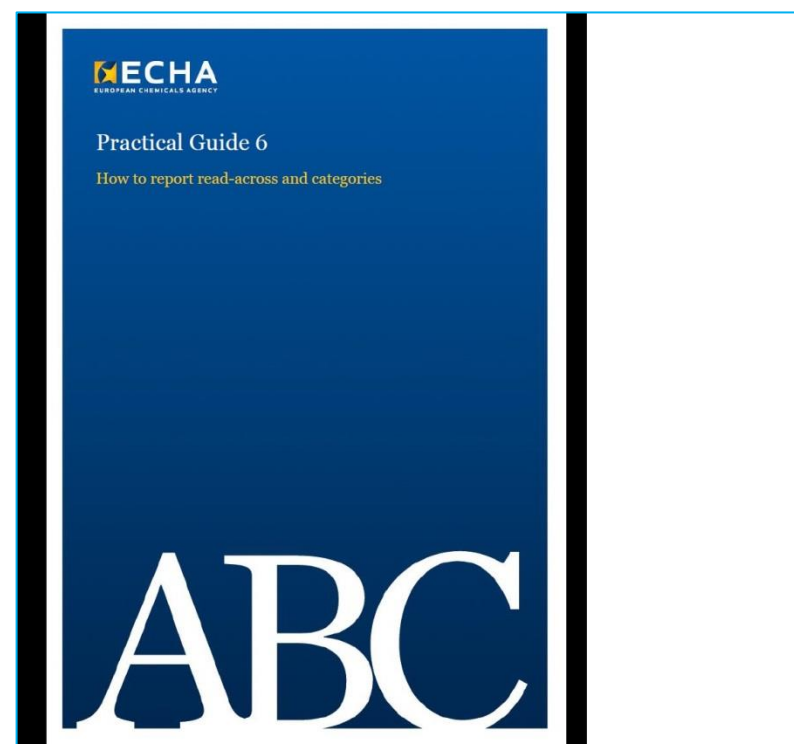 ECHA
EUROPEAN CHEMICALS AGENCY
Practical Guide 6
How to report read-across and categories
ABC